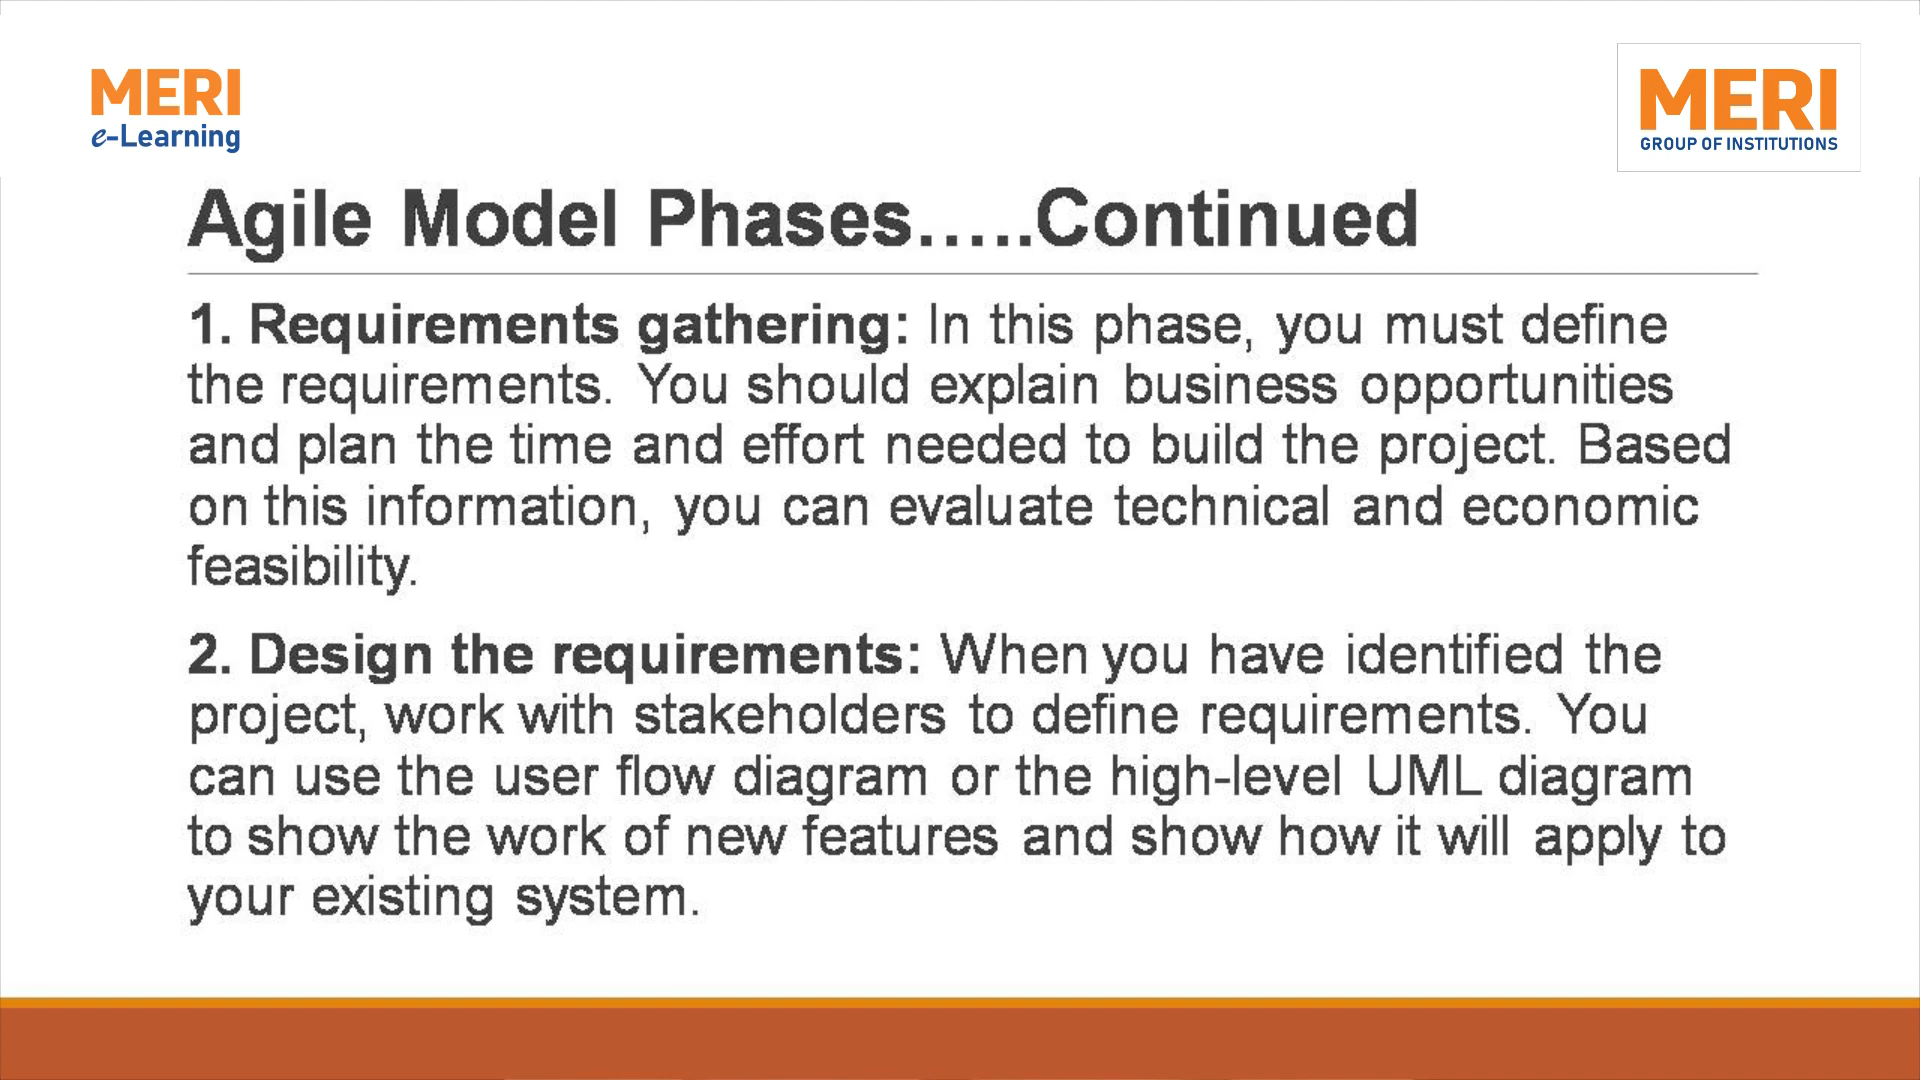 MERI
e-Learning
MERI
GROUP OF INSTITUTIONS
Agile Model Phases.....Continued
1. Requirements gathering: In this phase, you must define
the requirements. You should explain business opportunities
and plan the time and effort needed to build the project. Based
on this information, you can evaluate technical and economic
feasibility.
2. Design the requirements: When you have identified the
project, work with stakeholders to define requirements. You
can use the user flow diagram or the high-level UML diagram
to show the work of new features and show how it will apply to
your existing system.